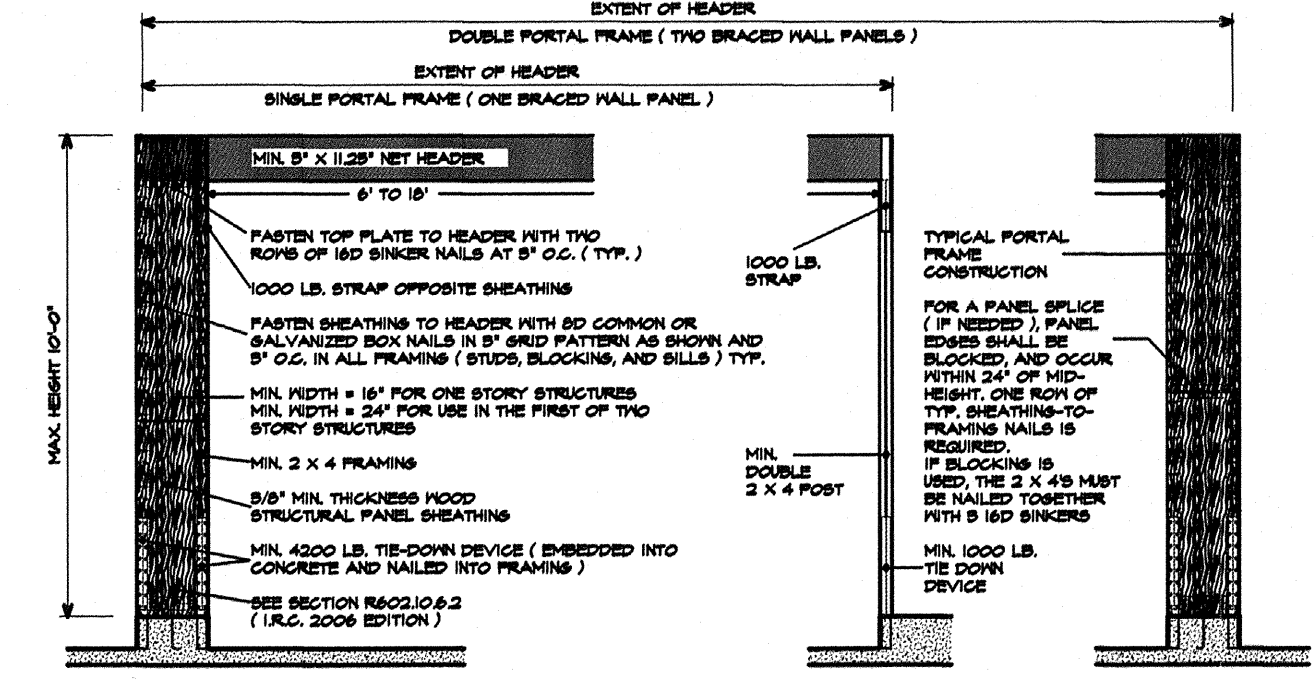 EXTENT OF HEADER
DOUBLE PORTAL FRAME ( TWO BRACED WALL PANELS )
EXTENT OF HEADER
SINGLE PORTAL FRAME ( ONE BRACED WALL PANEL )
MIN. 3" X 11.25" NET HEADER
6' TO 18'
FASTEN TOP PLATE TO HEADER WITH TWO
ROWS OF 16D SINKER NAILS AT 3" O.C. ( TYP. )
1000 LB. STRAP OPPOSITE SHEATHING
FASTEN SHEATHING TO HEADER WITH 8D COMMON OR
GALVANIZED BOX NAILS IN 3" GRID PATTERN AS SHOWN AND
3" O.C. IN ALL FRAMING ( STUDS, BLOCKING, AND SILLS ) TYP.
MIN. WIDTH = 16" FOR ONE STORY STRUCTURES
MIN. WIDTH = 24" FOR USE IN THE FIRST OF TWO
STORY STRUCTURES
MIN. 2 X 4 FRAMING
3/8" MIN. THICKNESS WOOD
STRUCTURAL PANEL SHEATHING
MIN. 4200 LB. TIE-DOWN DEVICE ( EMBEDDED INTO
CONCRETE AND NAILED INTO FRAMING )
SEE SECTION R602.10.6.2
( I.R.C. 2006 EDITION )
MAX. HEIGHT 10'-0"
1000 LB.
STRAP
MIN.
DOUBLE
2 X 4 POST
TYPICAL PORTAL
FRAME
CONSTRUCTION
FOR A PANEL SPLICE
( IF NEEDED ), PANEL
EDGES SHALL BE
BLOCKED, AND OCCUR
WITHIN 24" OF MID-
HEIGHT. ONE ROW OF
TYP. SHEATHING-TO-
FRAMING NAILS IS
REQUIRED.
IF BLOCKING IS
USED, THE 2 X 4'S MUST
BE NAILED TOGETHER
WITH 3 16D SINKERS
MIN. 1000 LB.
TIE DOWN
DEVICE